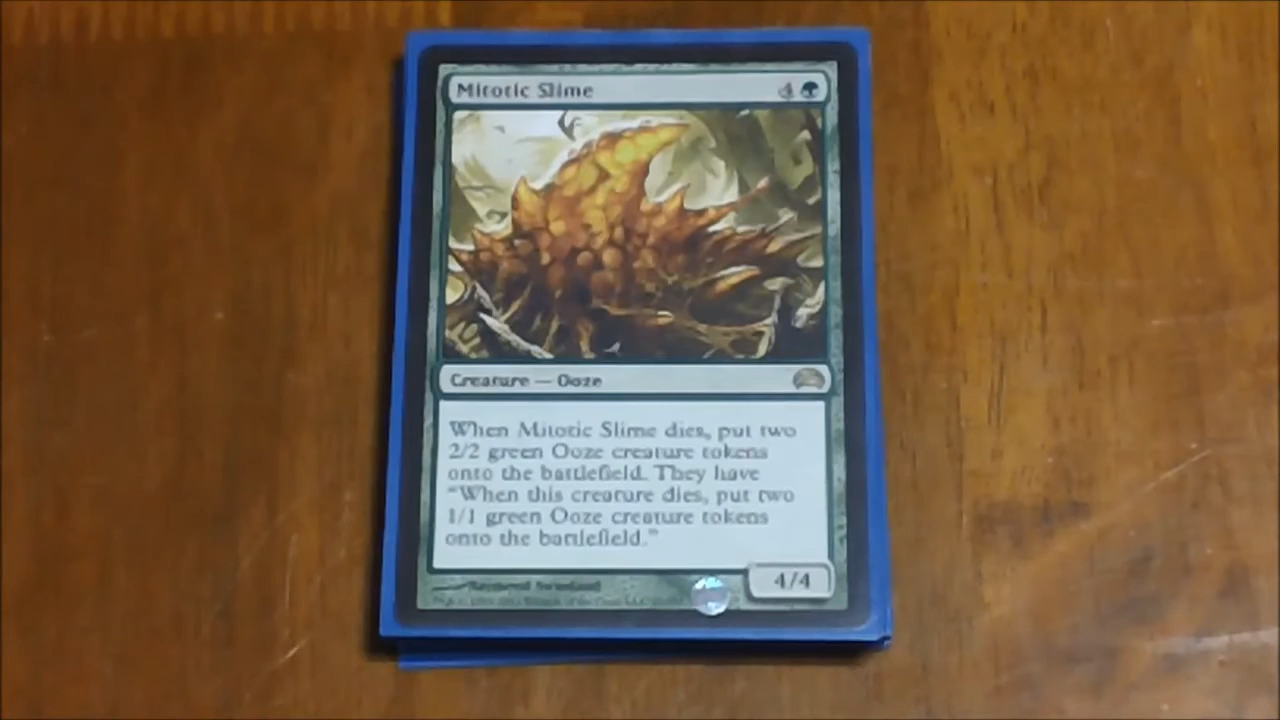 Mitotic Slime 4
Creature — Ooze
When Mitotic Slime dies, put two
2/2 green Ooze creature tokens
onto the battlefield. They have
"When this creature dies, put two
1/1 green Ooze creature tokens
onto the battlefield."
4/4